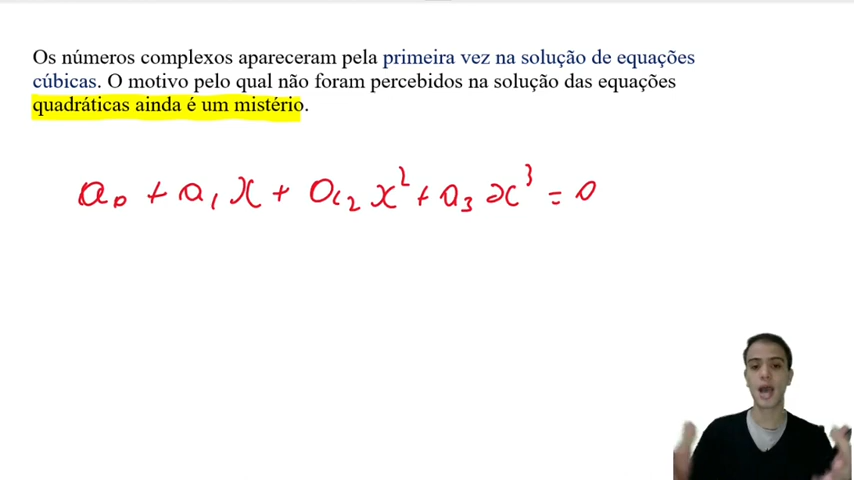 Os números complexos apareceram pela primeira vez na solução de equações
cúbicas. O motivo pelo qual não foram percebidos na solução das equações
quadráticas ainda é um mistério.
a₀ + a₁x + a₂x² + a₃x³ = 0